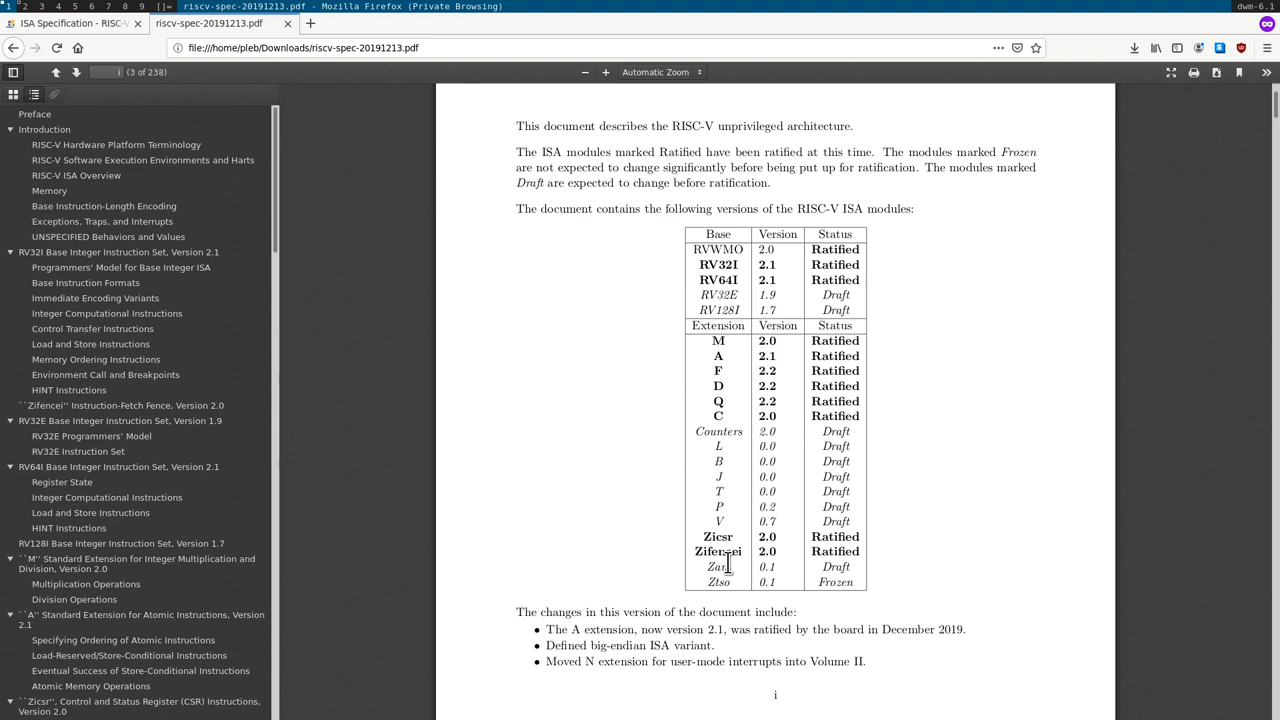 1 2 3 4 5 6 7 8 9 []= riscv-spec-20191213.pdf - Mozilla Firefox (Private Browsing) dwm-6.1
ISA Specification - RISC-V
riscv-spec-20191213.pdf
file:///home/pleb/Downloads/riscv-spec-20191213.pdf
i (3 of 238) Automatic Zoom
Preface
Introduction
RISC-V Hardware Platform Terminology
RISC-V Software Execution Environments and Harts
RISC-V ISA Overview
Memory
Base Instruction-Length Encoding
Exceptions, Traps, and Interrupts
UNSPECIFIED Behaviors and Values
RV32I Base Integer Instruction Set, Version 2.1
Programmers' Model for Base Integer ISA
Base Instruction Formats
Immediate Encoding Variants
Integer Computational Instructions
Control Transfer Instructions
Load and Store Instructions
Memory Ordering Instructions
Environment Call and Breakpoints
HINT Instructions
``Zifencei'' Instruction-Fetch Fence, Version 2.0
RV32E Base Integer Instruction Set, Version 1.9
RV32E Programmers' Model
RV32E Instruction Set
RV64I Base Integer Instruction Set, Version 2.1
Register State
Integer Computational Instructions
Load and Store Instructions
HINT Instructions
RV128I Base Integer Instruction Set, Version 1.7
``M'' Standard Extension for Integer Multiplication and
Division, Version 2.0
Multiplication Operations
Division Operations
``A'' Standard Extension for Atomic Instructions, Version
2.1
Specifying Ordering of Atomic Instructions
Load-Reserved/Store-Conditional Instructions
Eventual Success of Store-Conditional Instructions
Atomic Memory Operations
``Zicsr'', Control and Status Register (CSR) Instructions,
Version 2.0
This document describes the RISC-V unprivileged architecture.
The ISA modules marked Ratified have been ratified at this time. The modules marked Frozen
are not expected to change significantly before being put up for ratification. The modules marked
Draft are expected to change before ratification.
The document contains the following versions of the RISC-V ISA modules:
Base Version Status
RVWMO 2.0 Ratified
RV32I 2.1 Ratified
RV64I 2.1 Ratified
RV32E 1.9 Draft
RV128I 1.7 Draft
Extension Version Status
M 2.0 Ratified
A 2.1 Ratified
F 2.2 Ratified
D 2.2 Ratified
Q 2.2 Ratified
C 2.0 Ratified
Counters 2.0 Draft
L 0.0 Draft
B 0.0 Draft
J 0.0 Draft
T 0.0 Draft
P 0.2 Draft
V 0.7 Draft
Zicsr 2.0 Ratified
Zifencei 2.0 Ratified
Zam 0.1 Draft
Ztso 0.1 Frozen
The changes in this version of the document include:
• The A extension, now version 2.1, was ratified by the board in December 2019.
• Defined big-endian ISA variant.
• Moved N extension for user-mode interrupts into Volume II.
i